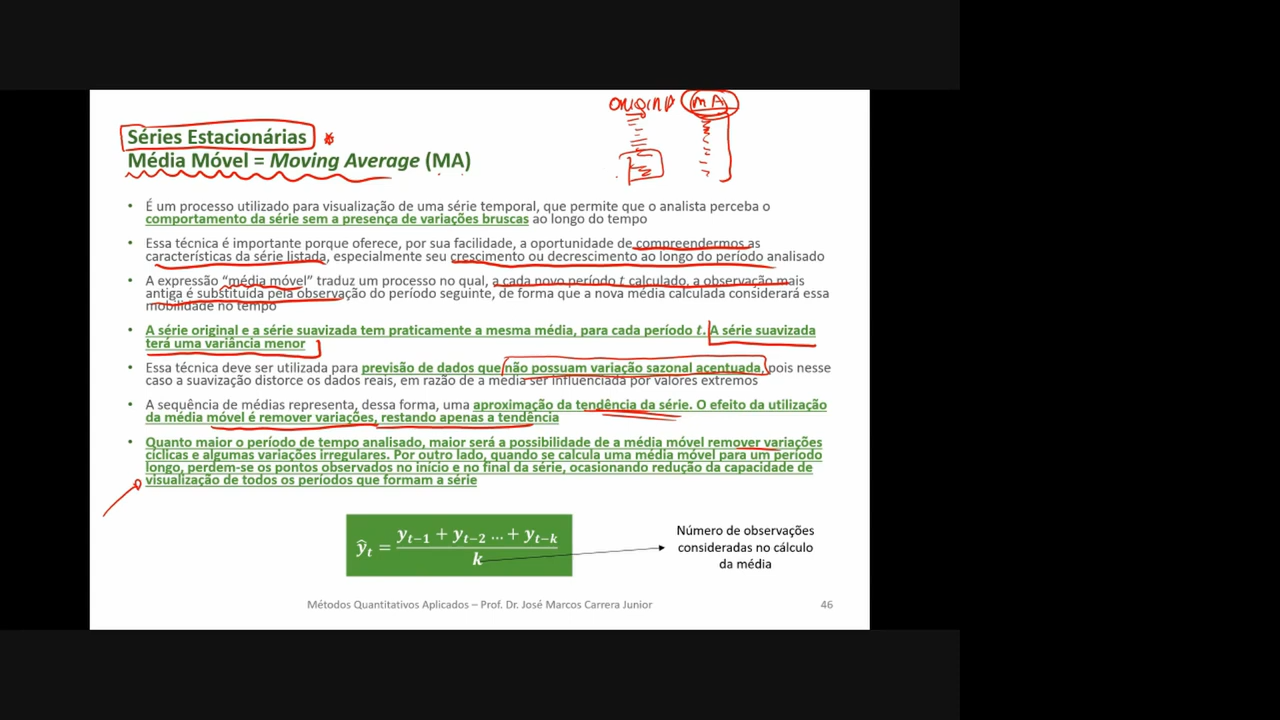 origina
MA
Séries Estacionárias
Média Móvel = Moving Average (MA)
• É um processo utilizado para visualização de uma série temporal, que permite que o analista perceba o
comportamento da série sem a presença de variações bruscas ao longo do tempo
• Essa técnica é importante porque oferece, por sua facilidade, a oportunidade de compreendermos as
características da série listada, especialmente seu crescimento ou decrescimento ao longo do período analisado
• A expressão “média móvel” traduz um processo no qual, a cada novo período t calculado, a observação mais
antiga é substituída pela observação do período seguinte, de forma que a nova média calculada considerará essa
mobilidade no tempo
• A série original e a série suavizada tem praticamente a mesma média, para cada período t. A série suavizada
terá uma variância menor
• Essa técnica deve ser utilizada para previsão de dados que não possuam variação sazonal acentuada, pois nesse
caso a suavização distorce os dados reais, em razão de a média ser influenciada por valores extremos
• A sequência de médias representa, dessa forma, uma aproximação da tendência da série. O efeito da utilização
da média móvel é remover variações, restando apenas a tendência
• Quanto maior o período de tempo analisado, maior será a possibilidade de a média móvel remover variações
cíclicas e algumas variações irregulares. Por outro lado, quando se calcula uma média móvel para um período
longo, perdem-se os pontos observados no início e no final da série, ocasionando redução da capacidade de
visualização de todos os períodos que formam a série
ŷₜ = (yₜ₋₁ + yₜ₋₂ ... + yₜ₋ₖ) / k
Número de observações
consideradas no cálculo
da média
Métodos Quantitativos Aplicados – Prof. Dr. José Marcos Carrera Junior
46